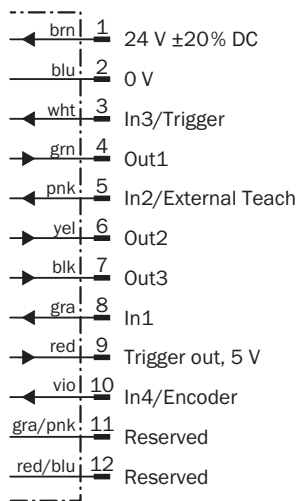 brn 1 24 V ±20% DC
blu 2 0 V
wht 3 In3/Trigger
grn 4 Out1
pnk 5 In2/External Teach
yel 6 Out2
blk 7 Out3
gra 8 In1
red 9 Trigger out, 5 V
vio 10 In4/Encoder
gra/pnk 11 Reserved
red/blu 12 Reserved